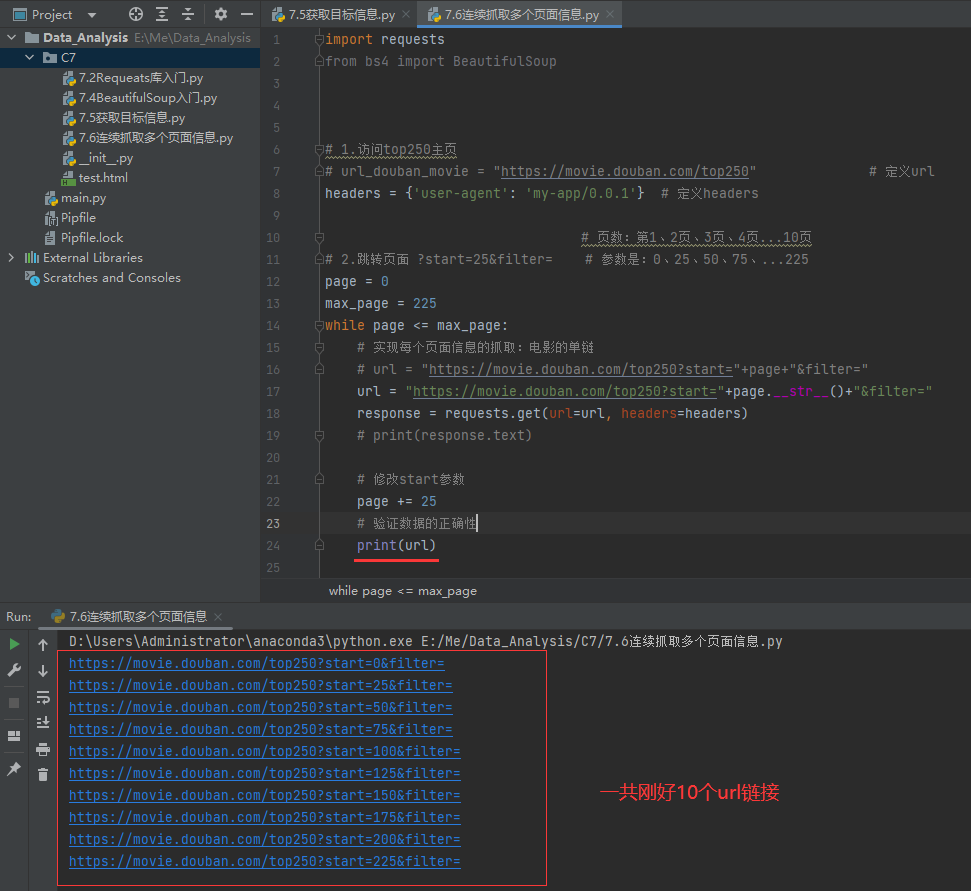 Project
7.5获取目标信息.py
7.6连续抓取多个页面信息.py
Data_Analysis E:\Me\Data_Analysis
C7
7.2Requeats库入门.py
7.4BeautifulSoup入门.py
7.5获取目标信息.py
7.6连续抓取多个页面信息.py
__init__.py
test.html
main.py
Pipfile
Pipfile.lock
External Libraries
Scratches and Consoles
1 import requests
2 from bs4 import BeautifulSoup
3
4
5
6 # 1.访问top250主页
7 # url_douban_movie = "https://movie.douban.com/top250" # 定义url
8 headers = {'user-agent': 'my-app/0.0.1'} # 定义headers
9
10 # 页数：第1、2页、3页、4页...10页
11 # 2.跳转页面 ?start=25&filter= # 参数是：0、25、50、75、...225
12 page = 0
13 max_page = 225
14 while page <= max_page:
15 # 实现每个页面信息的抓取：电影的单链
16 # url = "https://movie.douban.com/top250?start="+page+"&filter="
17 url = "https://movie.douban.com/top250?start="+page.__str__()+"&filter="
18 response = requests.get(url=url, headers=headers)
19 # print(response.text)
20
21 # 修改start参数
22 page += 25
23 # 验证数据的正确性
24 print(url)
25
while page <= max_page
Run: 7.6连续抓取多个页面信息
D:\Users\Administrator\anaconda3\python.exe E:/Me/Data_Analysis/C7/7.6连续抓取多个页面信息.py
https://movie.douban.com/top250?start=0&filter=
https://movie.douban.com/top250?start=25&filter=
https://movie.douban.com/top250?start=50&filter=
https://movie.douban.com/top250?start=75&filter=
https://movie.douban.com/top250?start=100&filter=
https://movie.douban.com/top250?start=125&filter=
https://movie.douban.com/top250?start=150&filter=
https://movie.douban.com/top250?start=175&filter=
https://movie.douban.com/top250?start=200&filter=
https://movie.douban.com/top250?start=225&filter=
一共刚好10个url链接